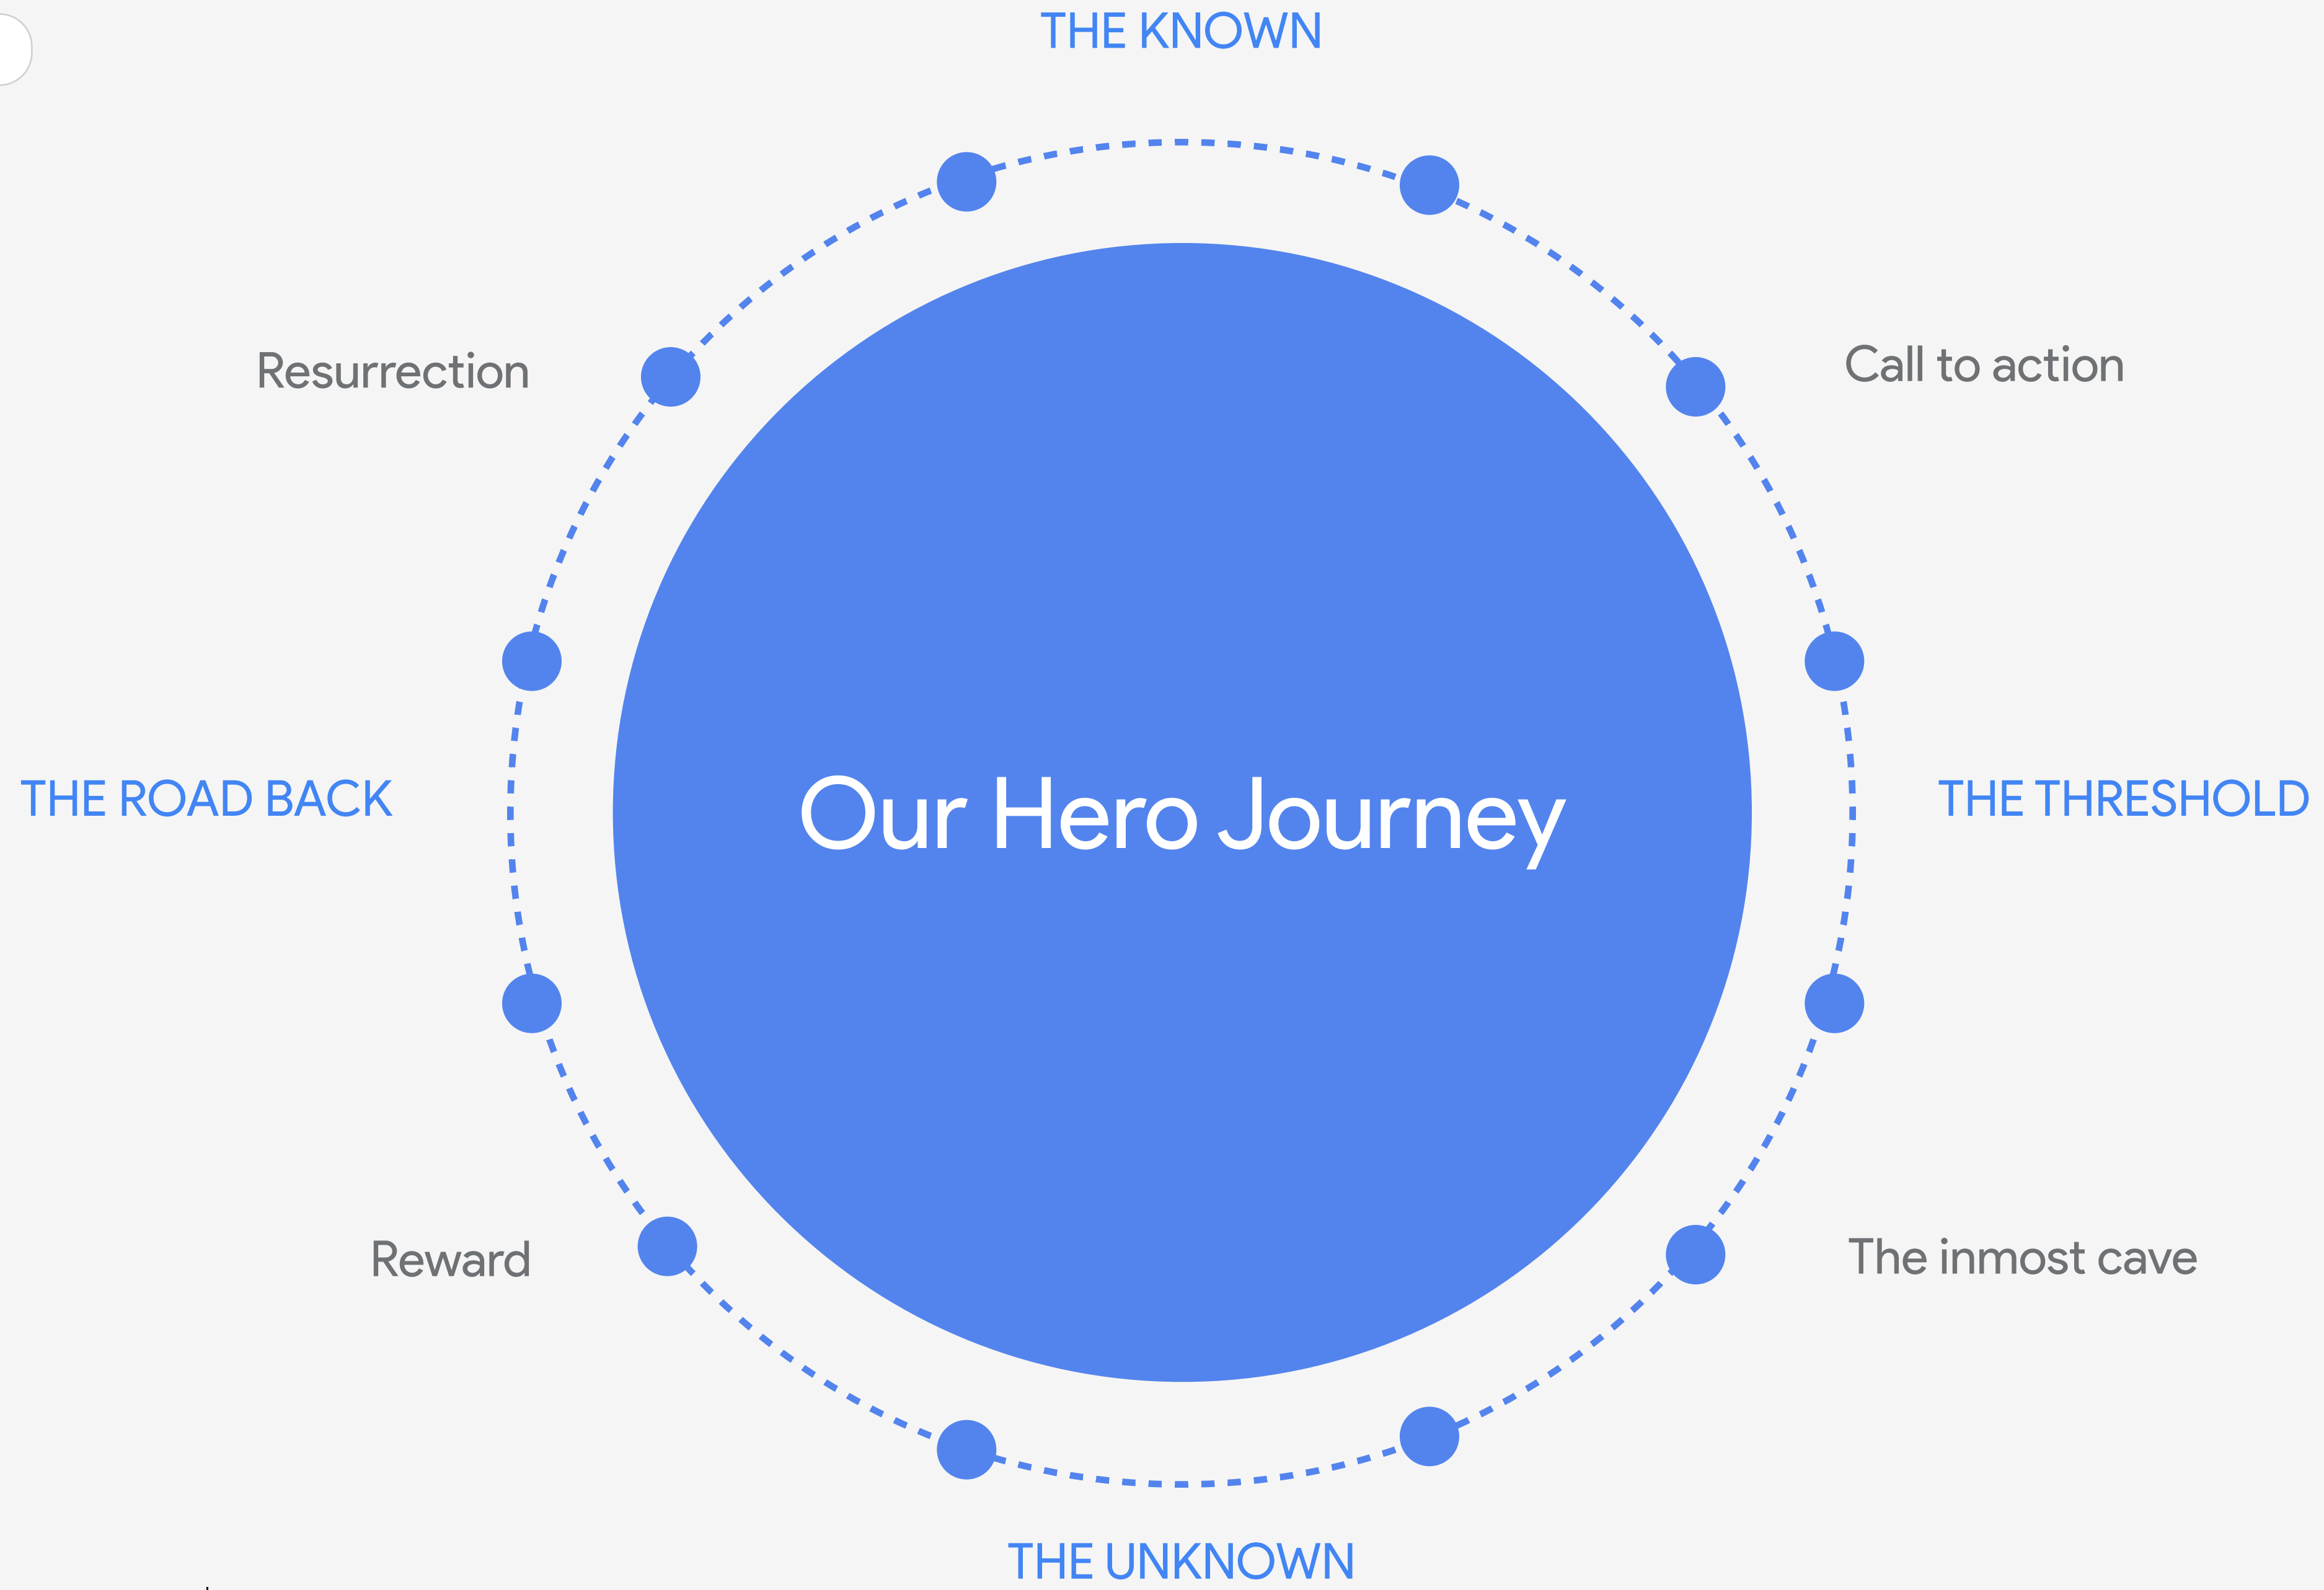 THE KNOWN
Resurrection
Call to action
THE ROAD BACK
Our Hero Journey
THE THRESHOLD
Reward
The inmost cave
THE UNKNOWN